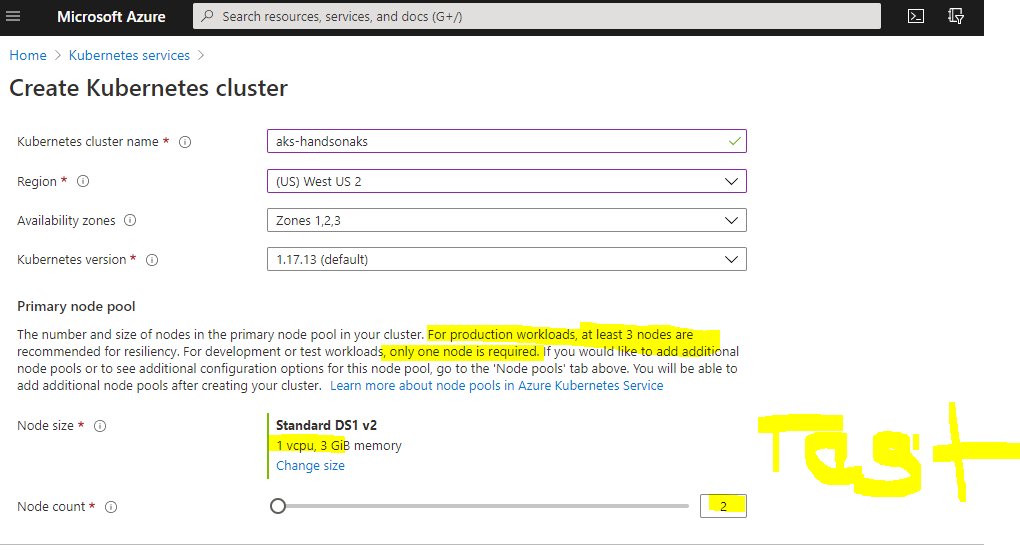 Microsoft Azure
Search resources, services, and docs (G+/)
Home > Kubernetes services >
Create Kubernetes cluster
Kubernetes cluster name *
aks-handsonaks
Region *
(US) West US 2
Availability zones
Zones 1,2,3
Kubernetes version *
1.17.13 (default)
Primary node pool
The number and size of nodes in the primary node pool in your cluster. For production workloads, at least 3 nodes are
recommended for resiliency. For development or test workloads, only one node is required. If you would like to add additional
node pools or to see additional configuration options for this node pool, go to the 'Node pools' tab above. You will be able to
add additional node pools after creating your cluster. Learn more about node pools in Azure Kubernetes Service
Node size *
Standard DS1 v2
1 vcpu, 3 GiB memory
Change size
Test
Node count *
2